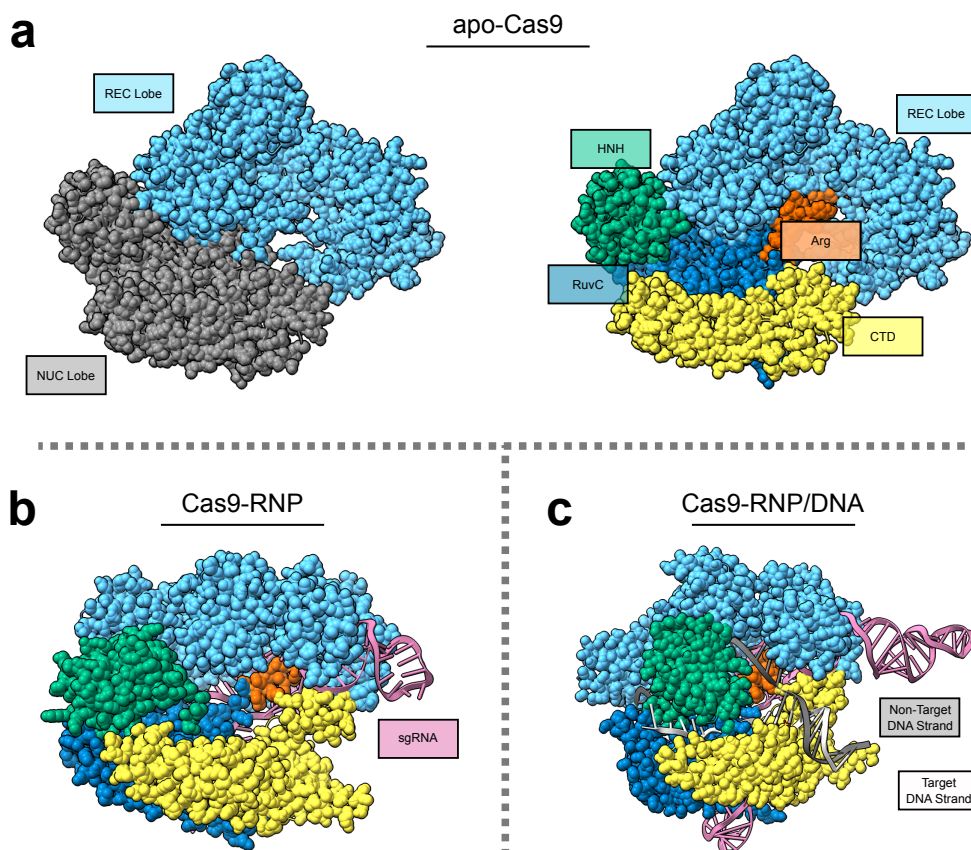 a
apo-Cas9
REC Lobe
NUC Lobe
HNH
REC Lobe
Arg
RuvC
CTD
b
Cas9-RNP
sgRNA
c
Cas9-RNP/DNA
Non-Target
DNA Strand
Target
DNA Strand